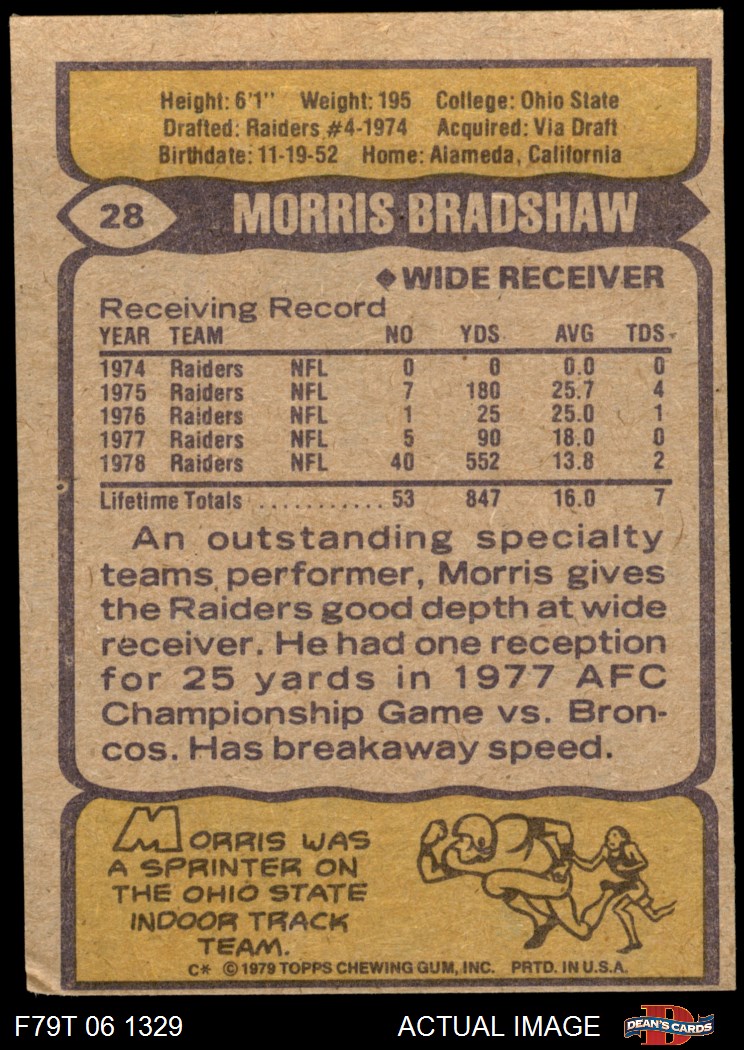 Height: 6'1" Weight: 195 College: Ohio State
Drafted: Raiders #4-1974 Acquired: Via Draft
Birthdate: 11-19-52 Home: Alameda, California
28 MORRIS BRADSHAW
WIDE RECEIVER
Receiving Record
YEAR TEAM NO YDS AVG TDS
1974 Raiders NFL 0 0 0.0 0
1975 Raiders NFL 7 180 25.7 4
1976 Raiders NFL 1 25 25.0 1
1977 Raiders NFL 5 90 18.0 0
1978 Raiders NFL 40 552 13.8 2
Lifetime Totals ............ 53 847 16.0 7
An outstanding specialty
teams performer, Morris gives
the Raiders good depth at wide
receiver. He had one reception
for 25 yards in 1977 AFC
Championship Game vs. Bron-
cos. Has breakaway speed.
MORRIS WAS
A SPRINTER ON
THE OHIO STATE
INDOOR TRACK
TEAM.
C* © 1979 TOPPS CHEWING GUM, INC. PRTD. IN U.S.A.
F79T 06 1329 ACTUAL IMAGE D DEAN'S CARDS